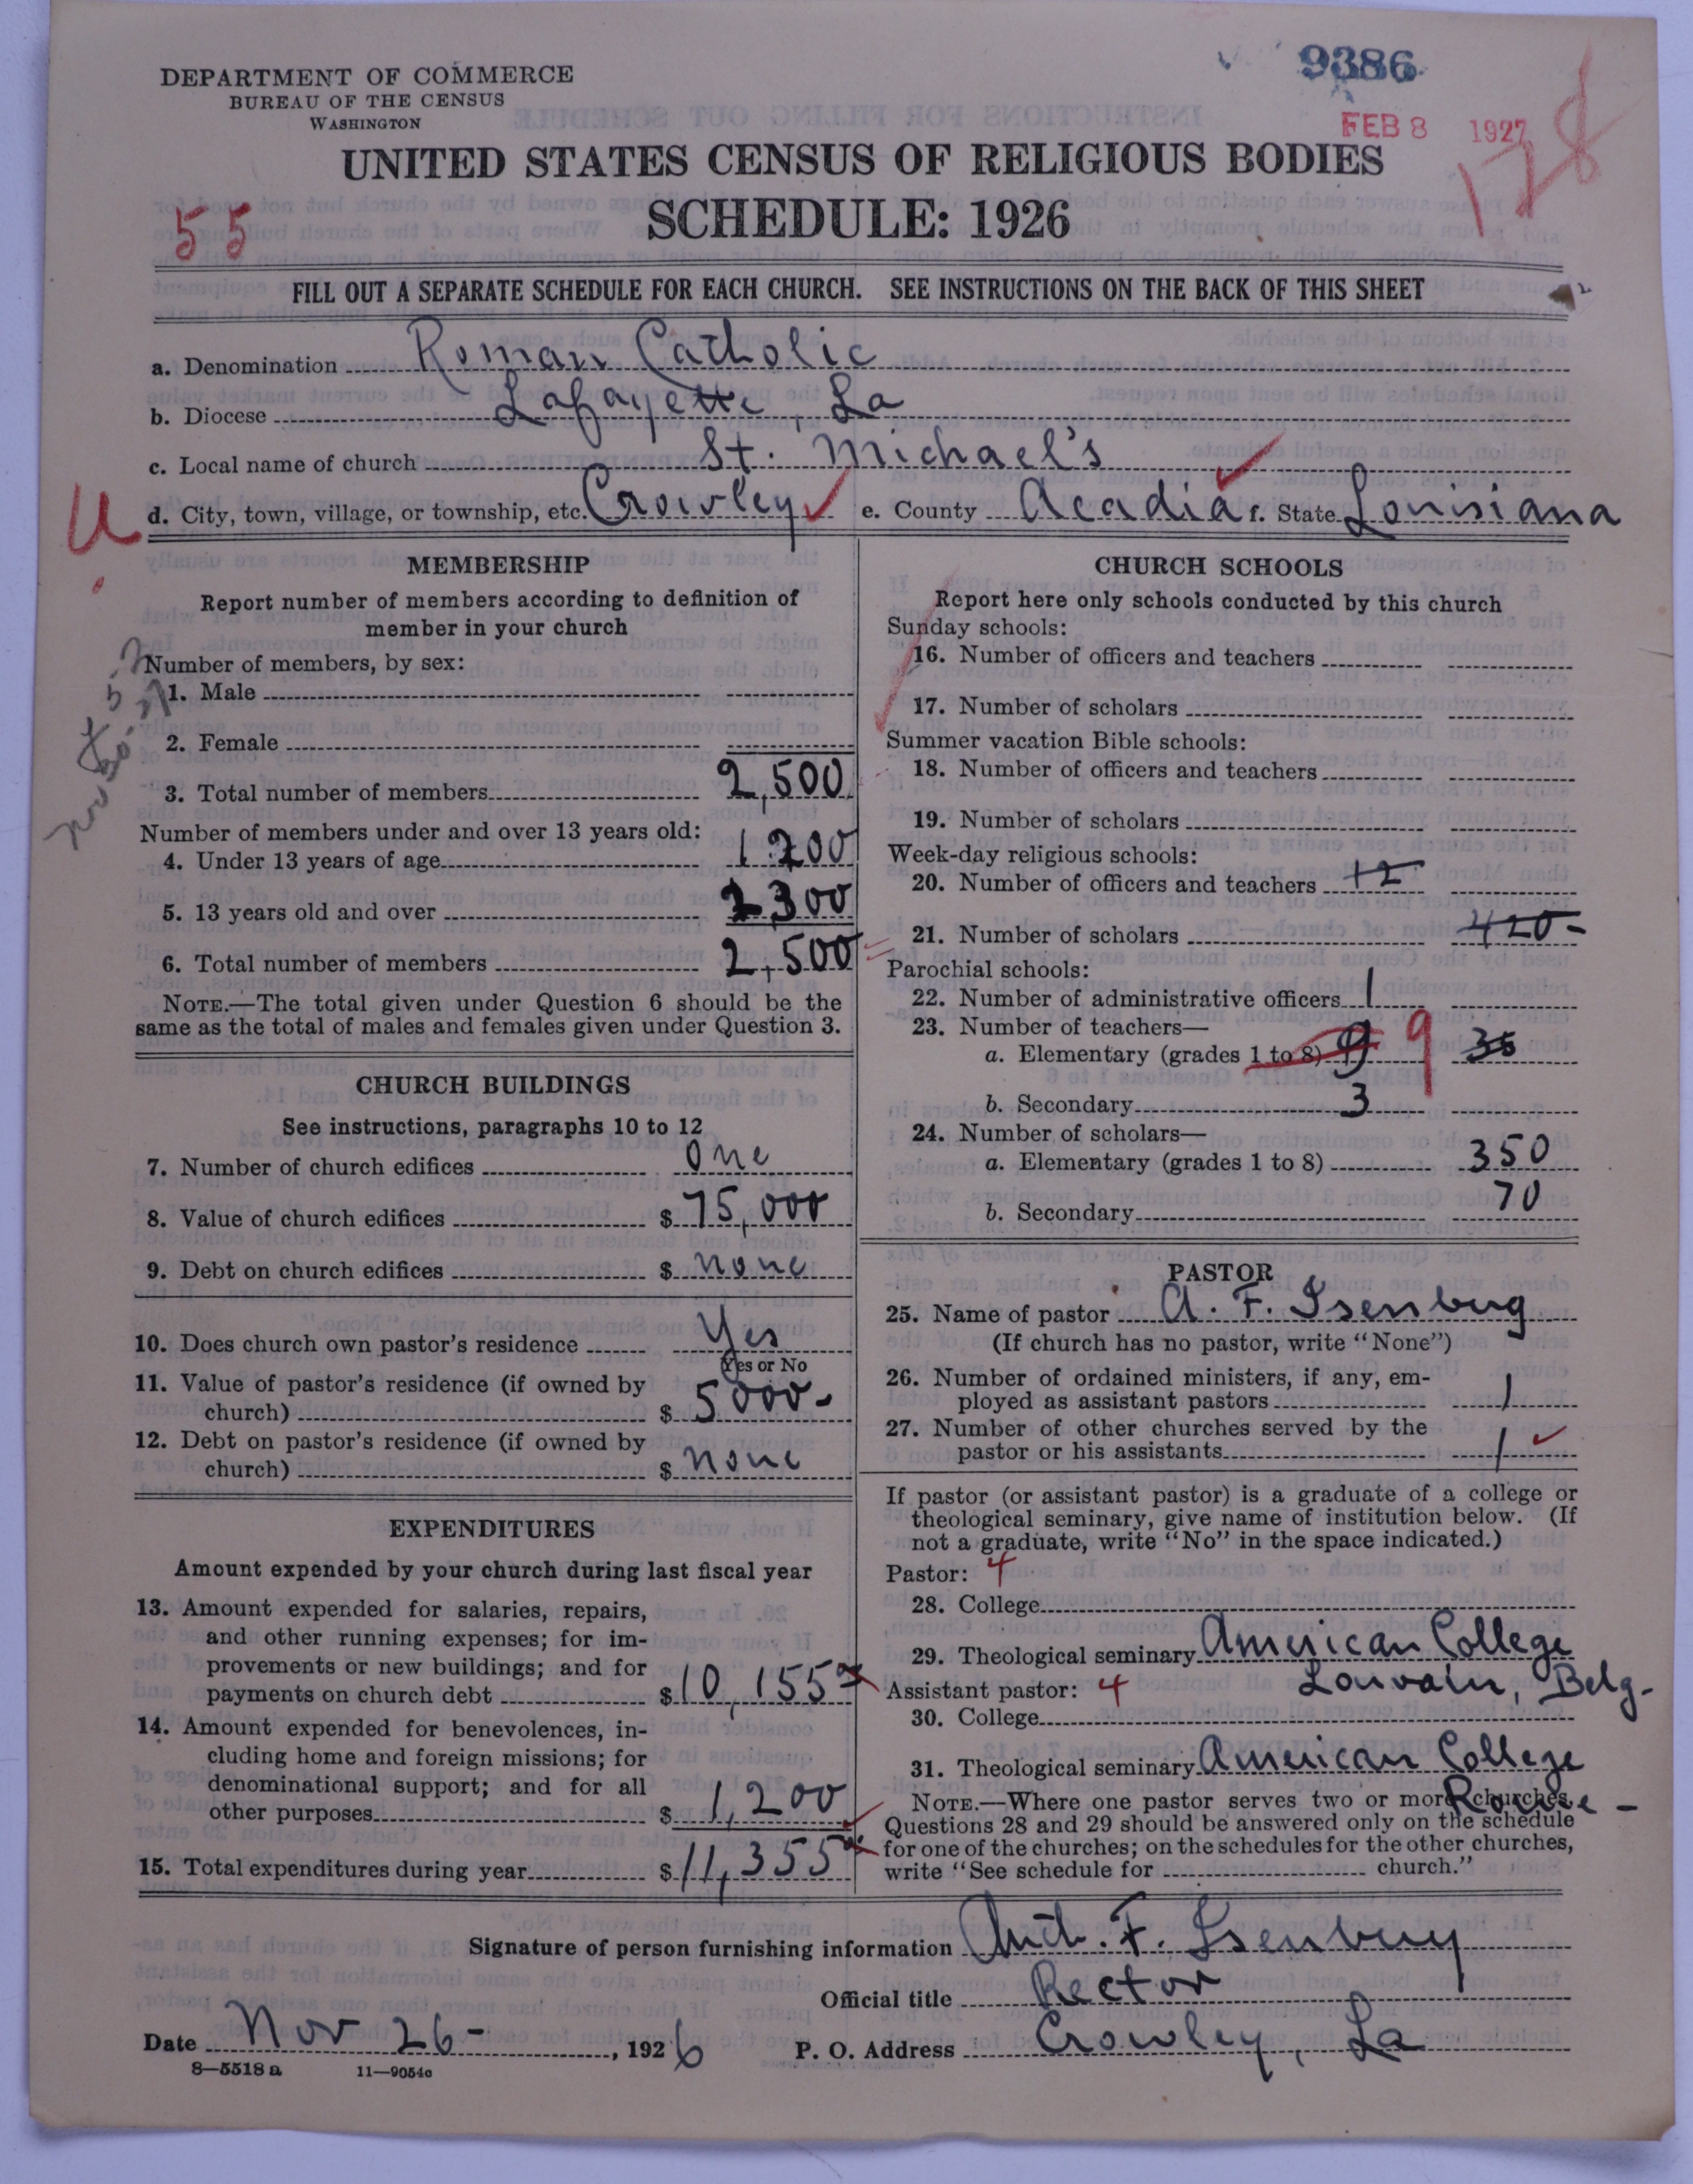 9386
DEPARTMENT OF COMMERCE
BUREAU OF THE CENSUS
WASHINGTON
FEB 8 1927
178
UNITED STATES CENSUS OF RELIGIOUS BODIES
55
SCHEDULE: 1926
FILL OUT A SEPARATE SCHEDULE FOR EACH CHURCH. SEE INSTRUCTIONS ON THE BACK OF THIS SHEET
a. Denomination Roman Catholic
b. Diocese Lafayette, La
c. Local name of church St. Michael's
U
d. City, town, village, or township, etc. Crowley e. County Acadia f. State Louisiana
MEMBERSHIP
Report number of members according to definition of
member in your church
Number of members, by sex:
1. Male
2. Female
3. Total number of members 2,500
Number of members under and over 13 years old:
4. Under 13 years of age 1200
5. 13 years old and over 1300
6. Total number of members 2,500
NOTE.—The total given under Question 6 should be the
same as the total of males and females given under Question 3.
CHURCH BUILDINGS
See instructions, paragraphs 10 to 12
7. Number of church edifices One
8. Value of church edifices $ 75,000
9. Debt on church edifices $ none
10. Does church own pastor's residence Yes
Yes or No
11. Value of pastor's residence (if owned by
church) $ 5000-
12. Debt on pastor's residence (if owned by
church) $ none
EXPENDITURES
Amount expended by your church during last fiscal year
13. Amount expended for salaries, repairs,
and other running expenses; for im-
provements or new buildings; and for
payments on church debt $ 10,155
14. Amount expended for benevolences, in-
cluding home and foreign missions; for
denominational support; and for all
other purposes $ 1,200
15. Total expenditures during year $ 11,355
CHURCH SCHOOLS
Report here only schools conducted by this church
Sunday schools:
16. Number of officers and teachers
17. Number of scholars
Summer vacation Bible schools:
18. Number of officers and teachers
19. Number of scholars
Week-day religious schools:
20. Number of officers and teachers 12
21. Number of scholars 420-
Parochial schools:
22. Number of administrative officers 1
23. Number of teachers—
a. Elementary (grades 1 to 8) 9 9 35
b. Secondary 3
24. Number of scholars—
a. Elementary (grades 1 to 8) 350
b. Secondary 70
PASTOR
25. Name of pastor A. F. Isenburg
(If church has no pastor, write "None")
26. Number of ordained ministers, if any, em-
ployed as assistant pastors 1
27. Number of other churches served by the
pastor or his assistants 1
If pastor (or assistant pastor) is a graduate of a college or
theological seminary, give name of institution below. (If
not a graduate, write "No" in the space indicated.)
Pastor: 4
28. College
29. Theological seminary American College
Louvain, Belg.
Assistant pastor: 4
30. College
31. Theological seminary American College
Rome -
NOTE.—Where one pastor serves two or more churches,
Questions 28 and 29 should be answered only on the schedule
for one of the churches; on the schedules for the other churches,
write "See schedule for church."
Signature of person furnishing information Ant. F. Isenburg
Official title Rector
Date Nov 26-, 1926 P. O. Address Crowley, La
8—5518 a 11—9054c